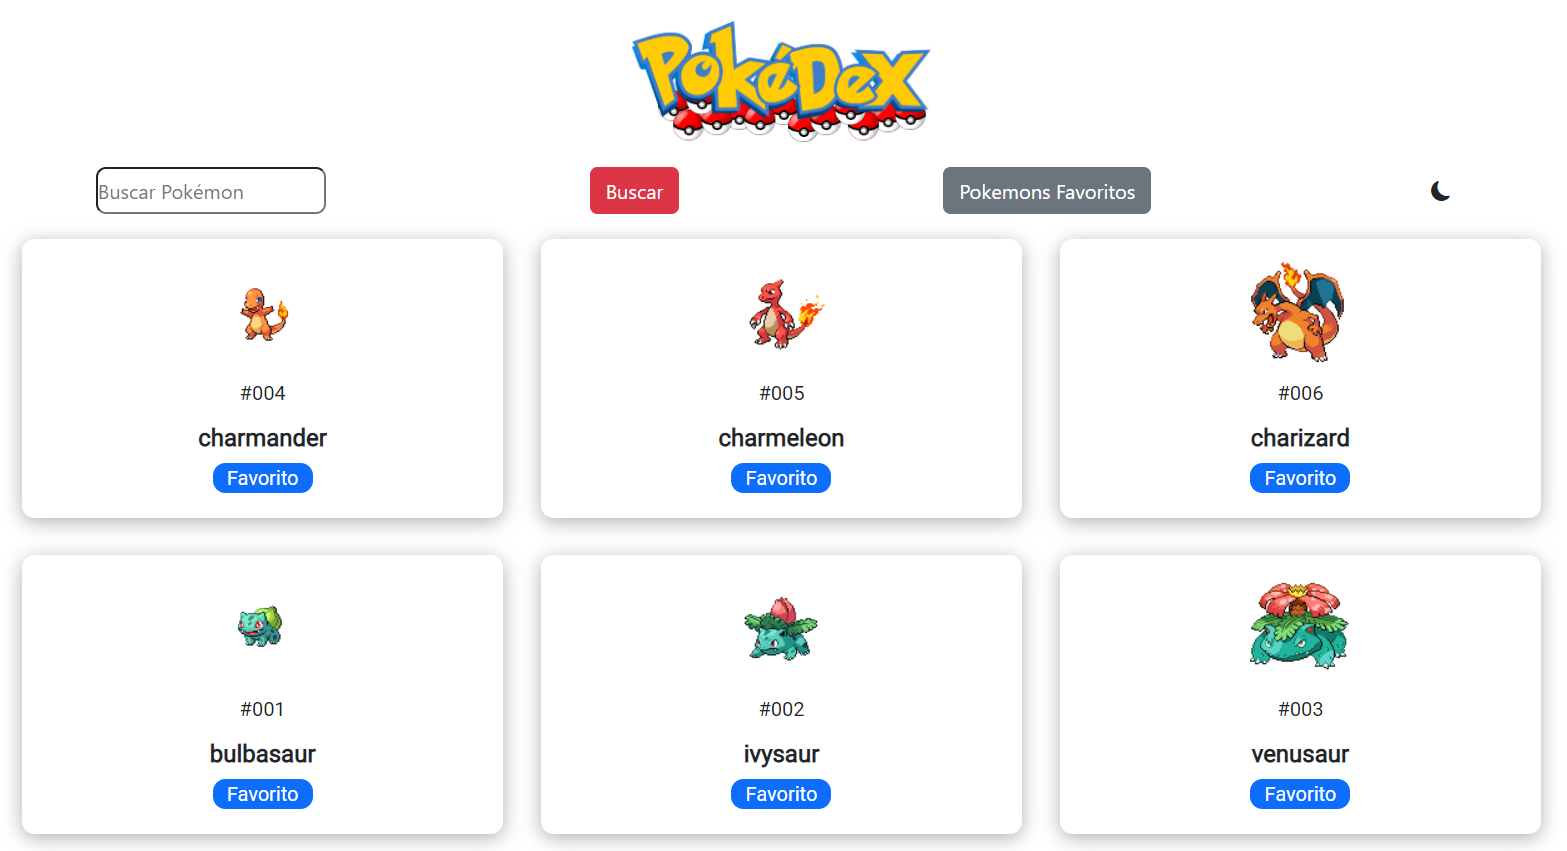 PokéDex
Buscar Pokémon
Buscar
Pokemons Favoritos
#004
charmander
Favorito
#005
charmeleon
Favorito
#006
charizard
Favorito
#001
bulbasaur
Favorito
#002
ivysaur
Favorito
#003
venusaur
Favorito